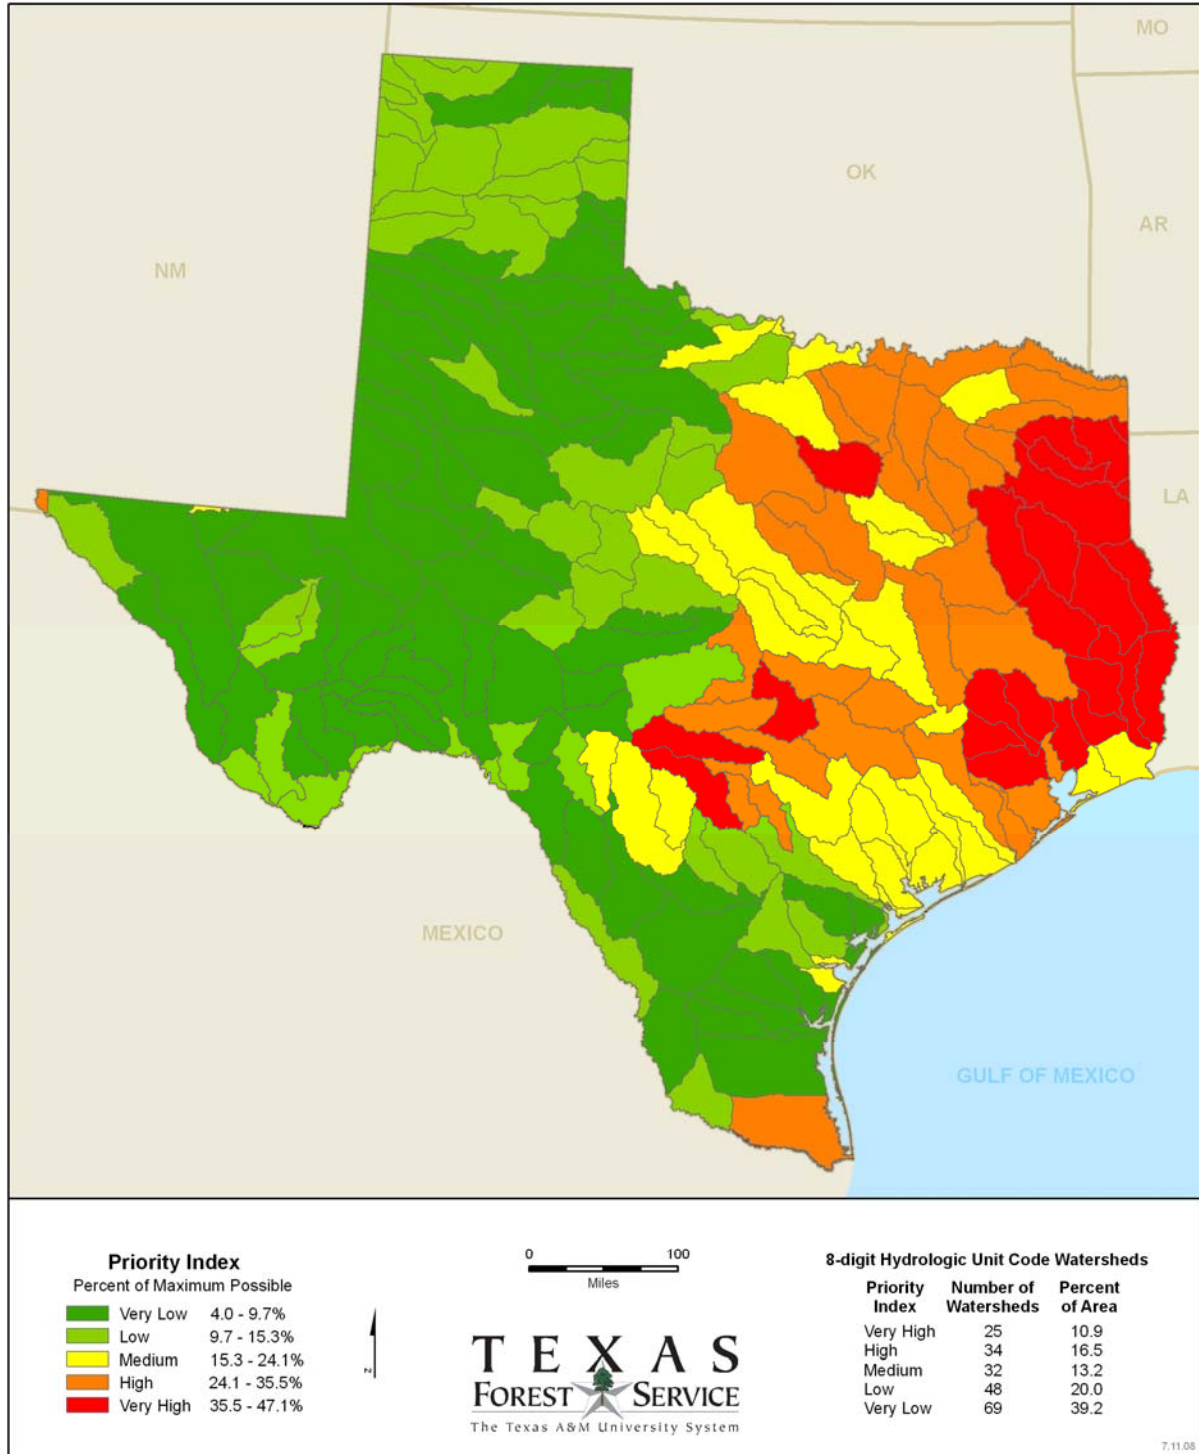 MO
OK
AR
NM
LA
MEXICO
GULF OF MEXICO
Priority Index
Percent of Maximum Possible
Very Low 4.0 - 9.7%
Low 9.7 - 15.3%
Medium 15.3 - 24.1%
High 24.1 - 35.5%
Very High 35.5 - 47.1%
N
0 100
Miles
TEXAS
FOREST SERVICE
The Texas A&M University System
8-digit Hydrologic Unit Code Watersheds
Priority Index Number of Watersheds Percent of Area
Very High 25 10.9
High 34 16.5
Medium 32 13.2
Low 48 20.0
Very Low 69 39.2
7.11.08